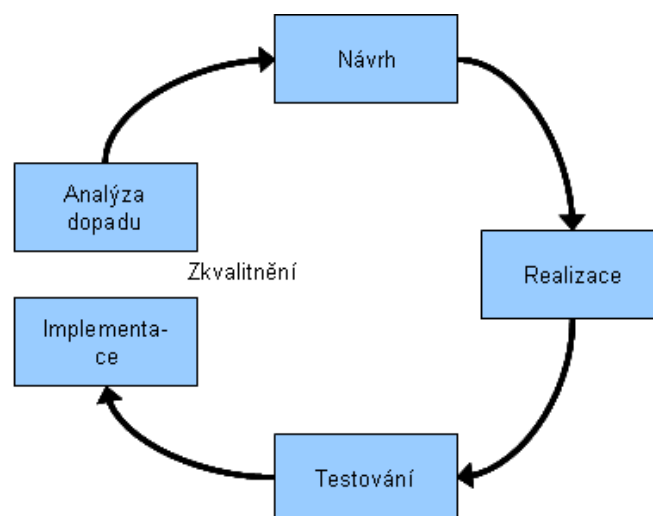 Návrh
Analýza
dopadu
Realizace
Zkvalitnění
Implementa-
ce
Testování